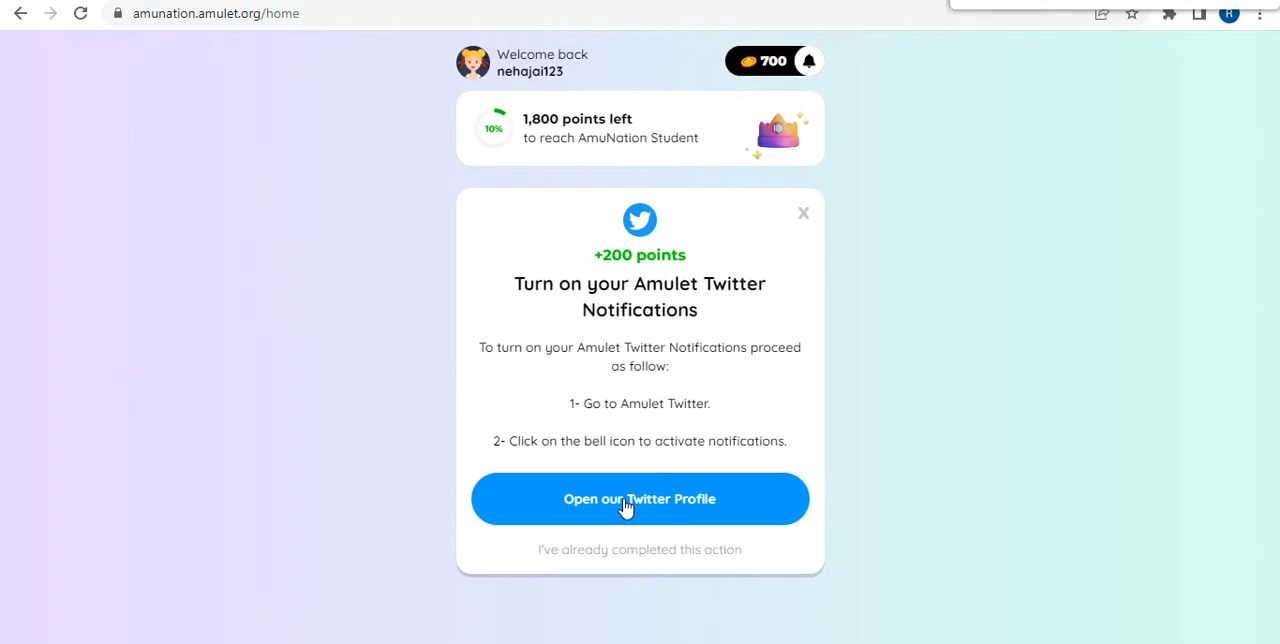 amunation.amulet.org/home
R
Welcome back
nehajai123
700
10%
1,800 points left
to reach AmuNation Student
X
+200 points
Turn on your Amulet Twitter
Notifications
To turn on your Amulet Twitter Notifications proceed
as follow:
1- Go to Amulet Twitter.
2- Click on the bell icon to activate notifications.
Open our Twitter Profile
I've already completed this action